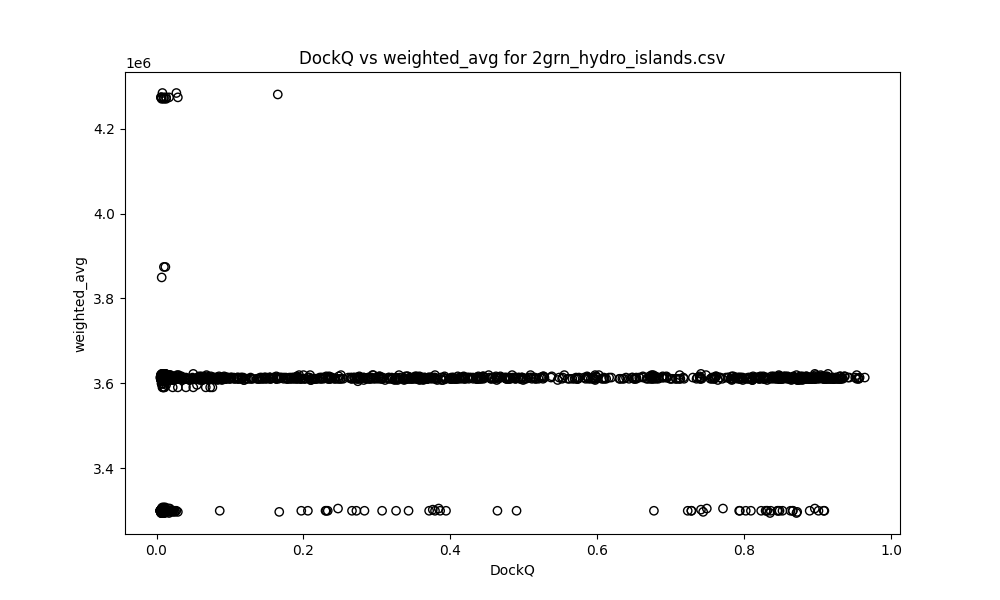 DockQ vs weighted_avg for 2grn_hydro_islands.csv
1e6
4.2
4.0
3.8
3.6
3.4
weighted_avg
0.0 0.2 0.4 0.6 0.8 1.0
DockQ